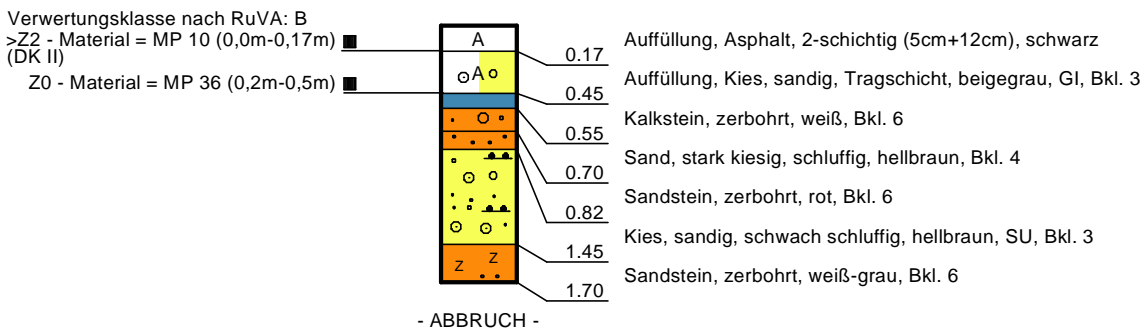 Verwertungsklasse nach RuVA: B
>Z2 - Material = MP 10 (0,0m-0,17m)
(DK II)
Z0 - Material = MP 36 (0,2m-0,5m)
A
A
Z Z
0.17
Auffüllung, Asphalt, 2-schichtig (5cm+12cm), schwarz
0.45
Auffüllung, Kies, sandig, Tragschicht, beigegrau, GI, Bkl. 3
0.55
Kalkstein, zerbohrt, weiß, Bkl. 6
0.70
Sand, stark kiesig, schluffig, hellbraun, Bkl. 4
0.82
Sandstein, zerbohrt, rot, Bkl. 6
1.45
Kies, sandig, schwach schluffig, hellbraun, SU, Bkl. 3
1.70
Sandstein, zerbohrt, weiß-grau, Bkl. 6
- ABBRUCH -